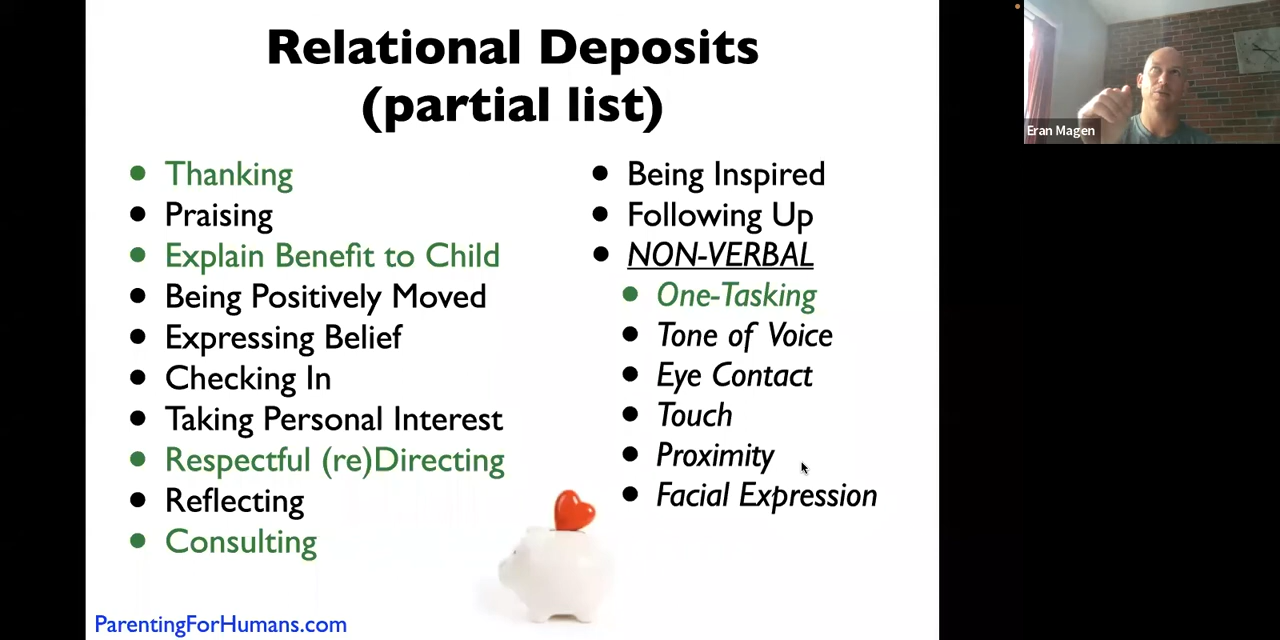 Relational Deposits
(partial list)
Thanking
Praising
Explain Benefit to Child
Being Positively Moved
Expressing Belief
Checking In
Taking Personal Interest
Respectful (re)Directing
Reflecting
Consulting
Being Inspired
Following Up
NON-VERBAL
One-Tasking
Tone of Voice
Eye Contact
Touch
Proximity
Facial Expression
ParentingForHumans.com
Eran Magen